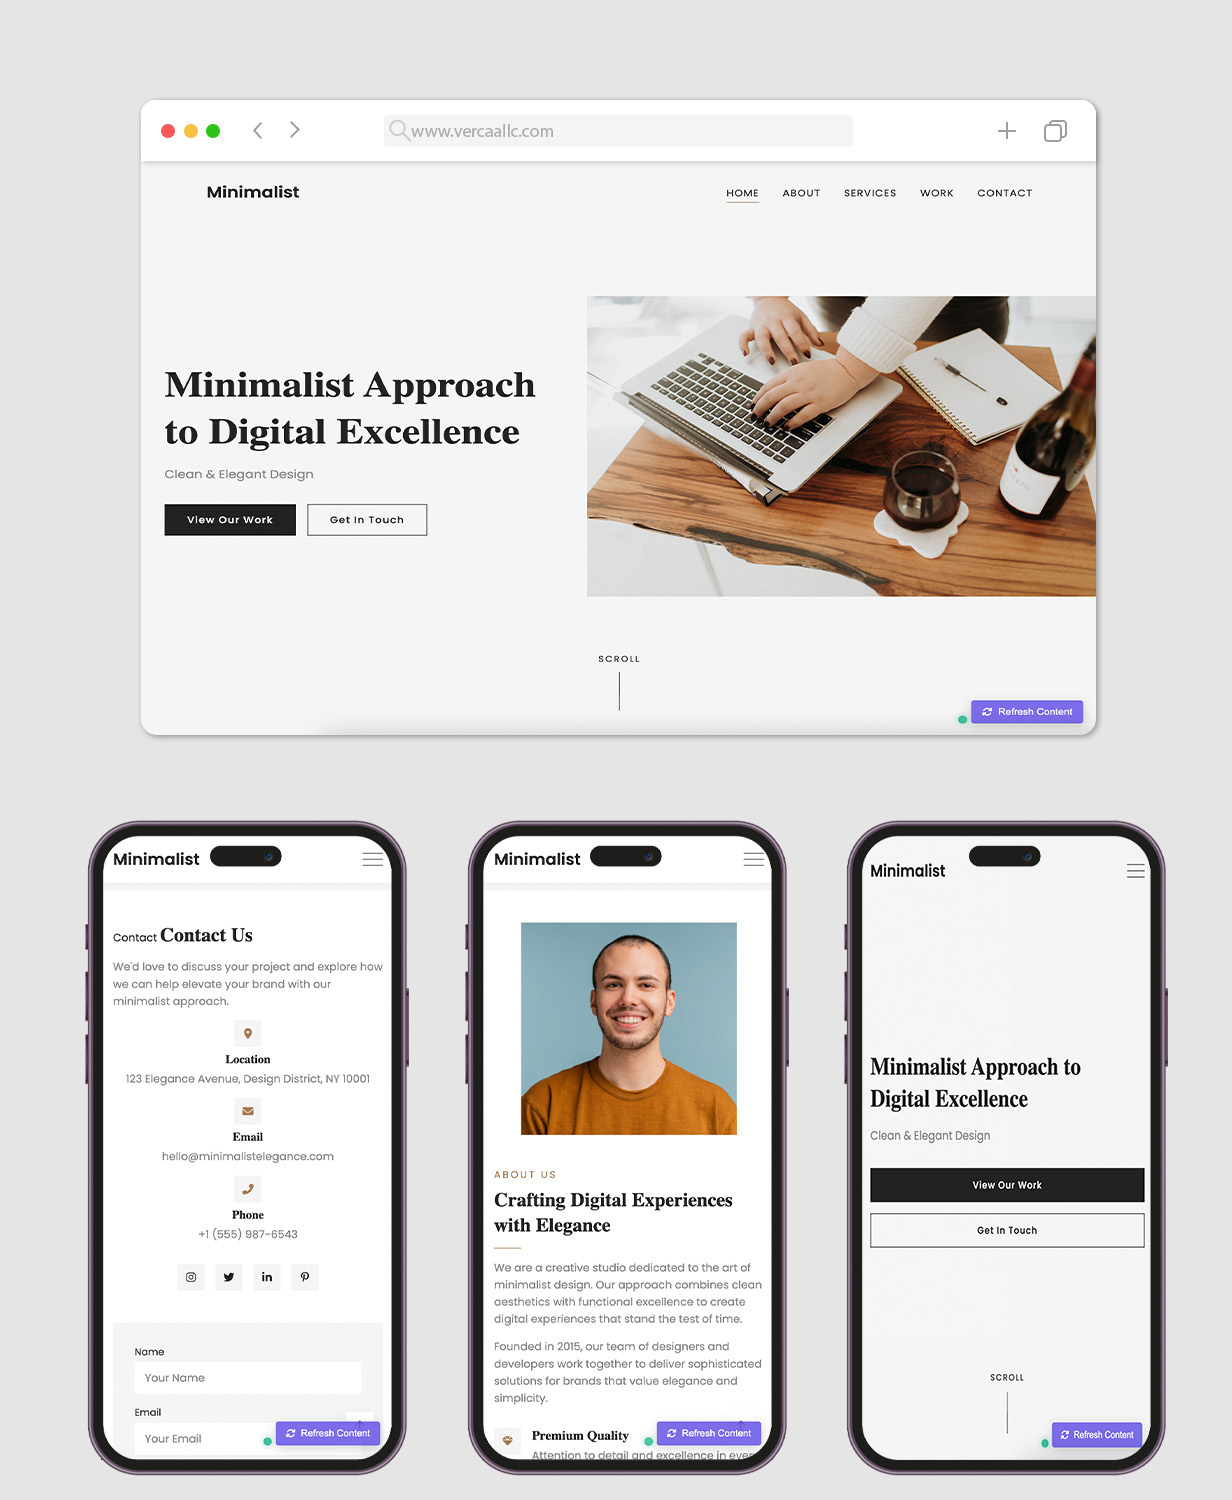 www.vercaallc.com
Minimalist
HOME ABOUT SERVICES WORK CONTACT
Minimalist Approach
to Digital Excellence
Clean & Elegant Design
View Our Work Get In Touch
SCROLL
Refresh Content
Minimalist
Contact Contact Us
We'd love to discuss your project and explore how
we can help elevate your brand with our
minimalist approach.
Location
123 Elegance Avenue, Design District, NY 10001
Email
hello@minimalistelegance.com
Phone
+1 (555) 987-6543
Name
Your Name
Email
Your Email
Refresh Content
Minimalist
ABOUT US
Crafting Digital Experiences
with Elegance
We are a creative studio dedicated to the art of
minimalist design. Our approach combines clean
aesthetics with functional excellence to create
digital experiences that stand the test of time.
Founded in 2015, our team of designers and
developers work together to deliver sophisticated
solutions for brands that value elegance and
simplicity.
Premium Quality
Refresh Content
Attention to detail and excellence in every
Minimalist
Minimalist Approach to
Digital Excellence
Clean & Elegant Design
View Our Work
Get In Touch
SCROLL
Refresh Content